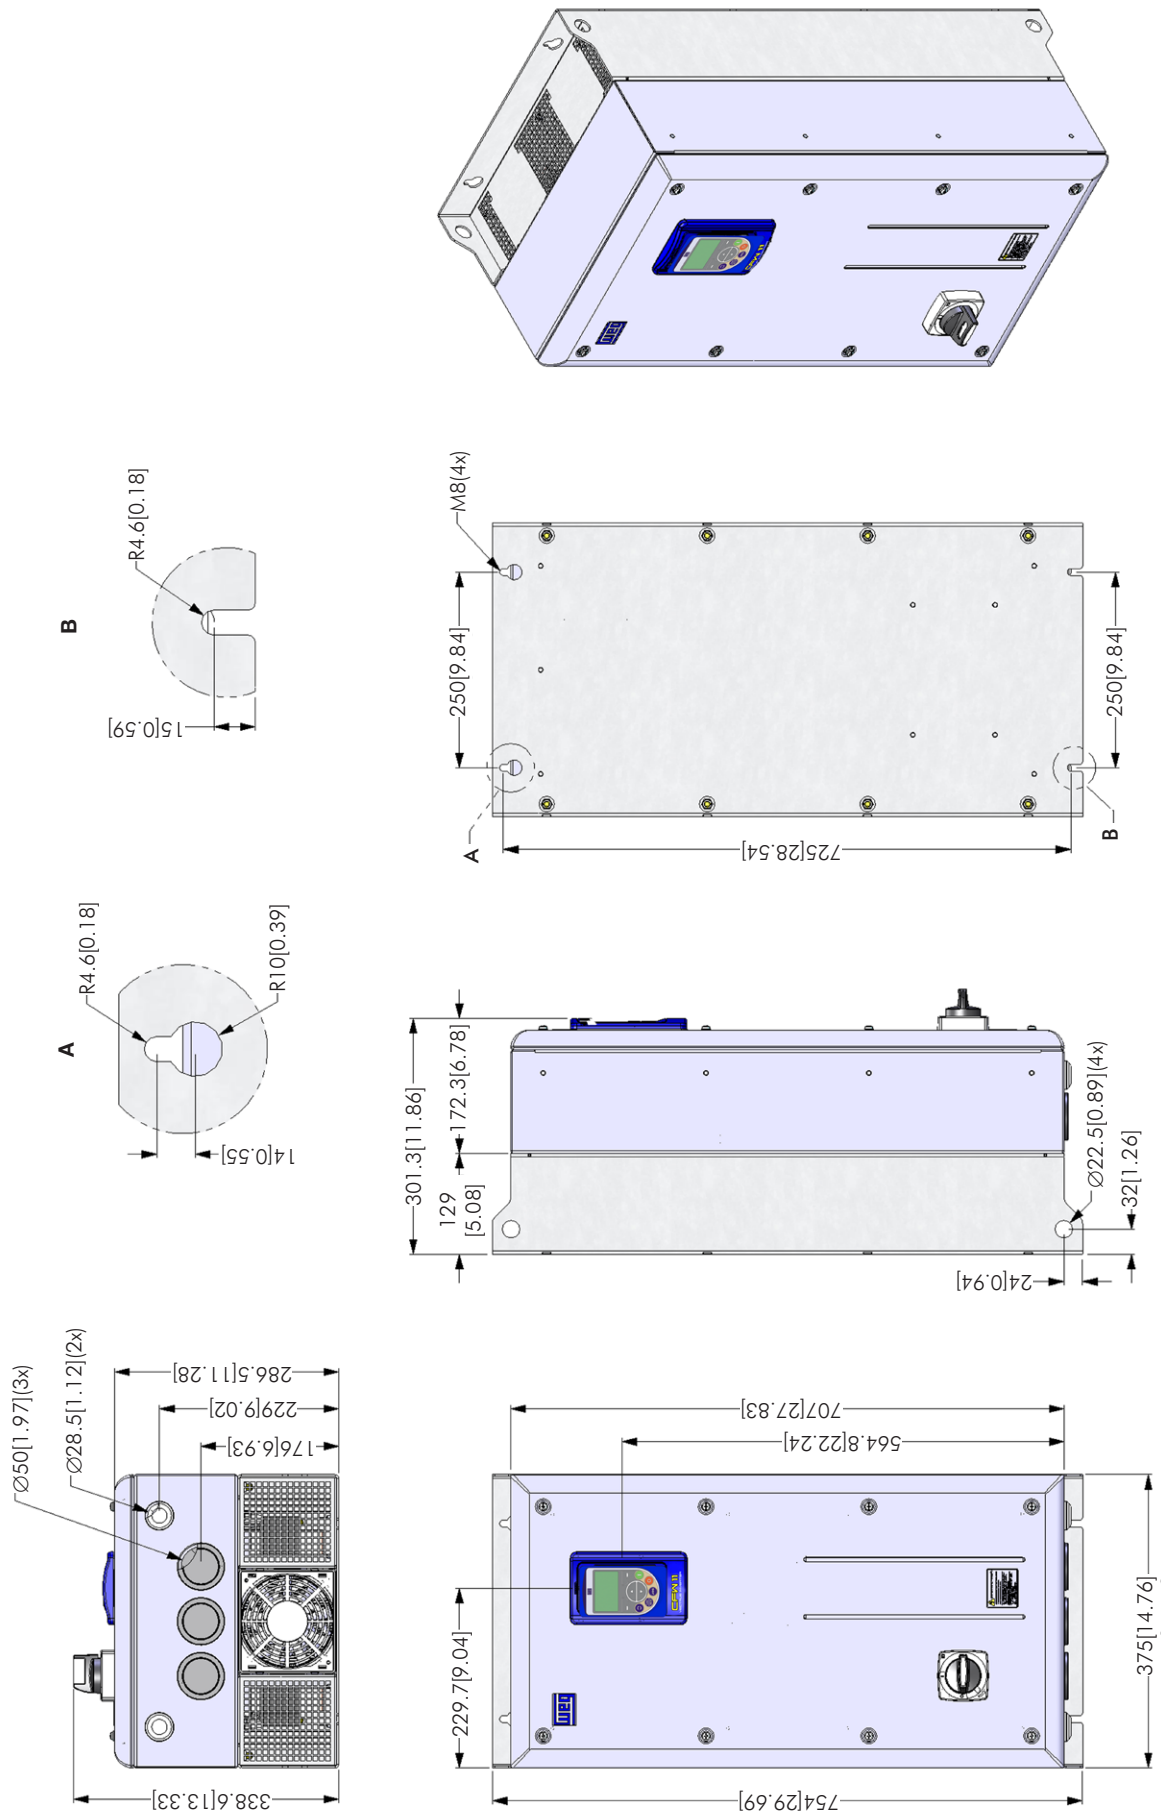 B
R4.6[0.18]
15[0.59]
A
R4.6[0.18]
R10[0.39]
14[0.55]
Ø50[1.97](3x)
Ø28.5[1.12](2x)
286.5[11.28]
229[9.02]
176[6.93]
338.6[13.33]
WEG
CFW11
M8(4x)
250[9.84]
A
725[28.54]
250[9.84]
B
301.3[11.86]
172.3[6.78]
129
[5.08]
Ø22.5[0.89](4x)
32[1.26]
24[0.94]
707[27.83]
564.8[22.24]
229.7[9.04]
CFW11
WEG
375[14.76]
754[29.69]